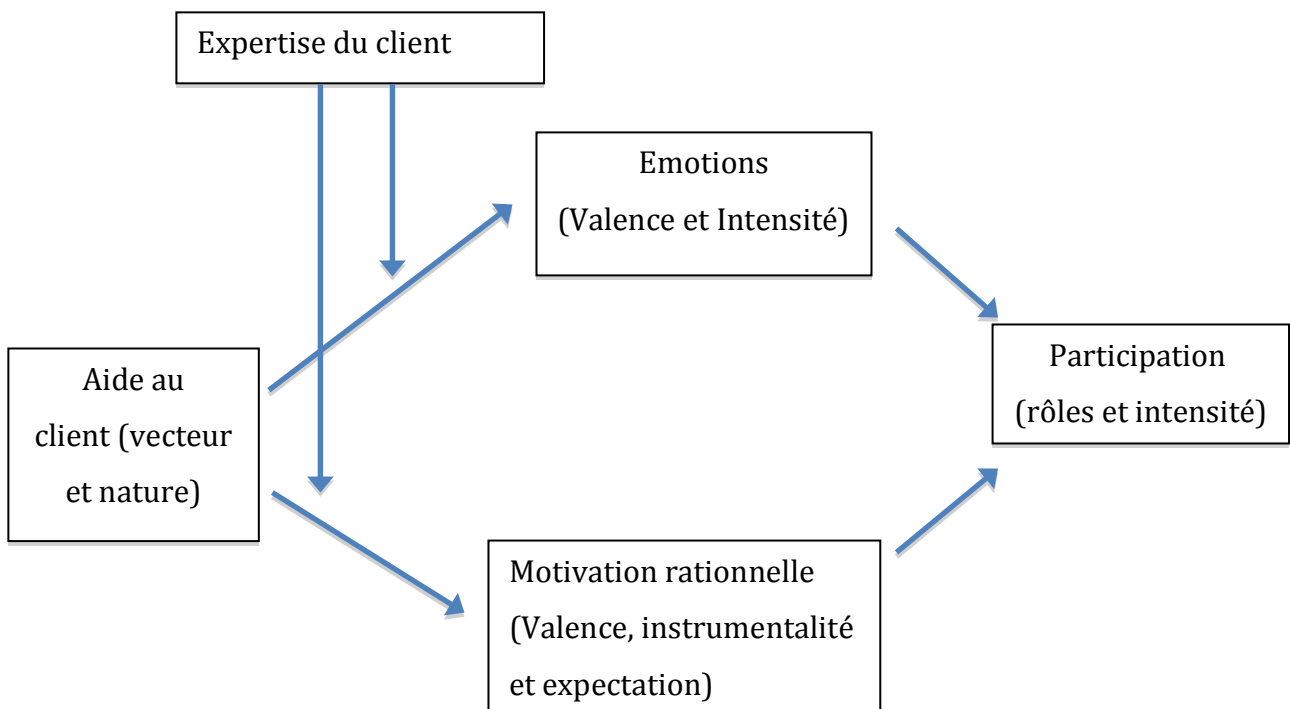 Expertise du client
Emotions
(Valence et Intensité)
Aide au
client (vecteur
et nature)
Participation
(rôles et intensité)
Motivation rationnelle
(Valence, instrumentalité
et expectation)